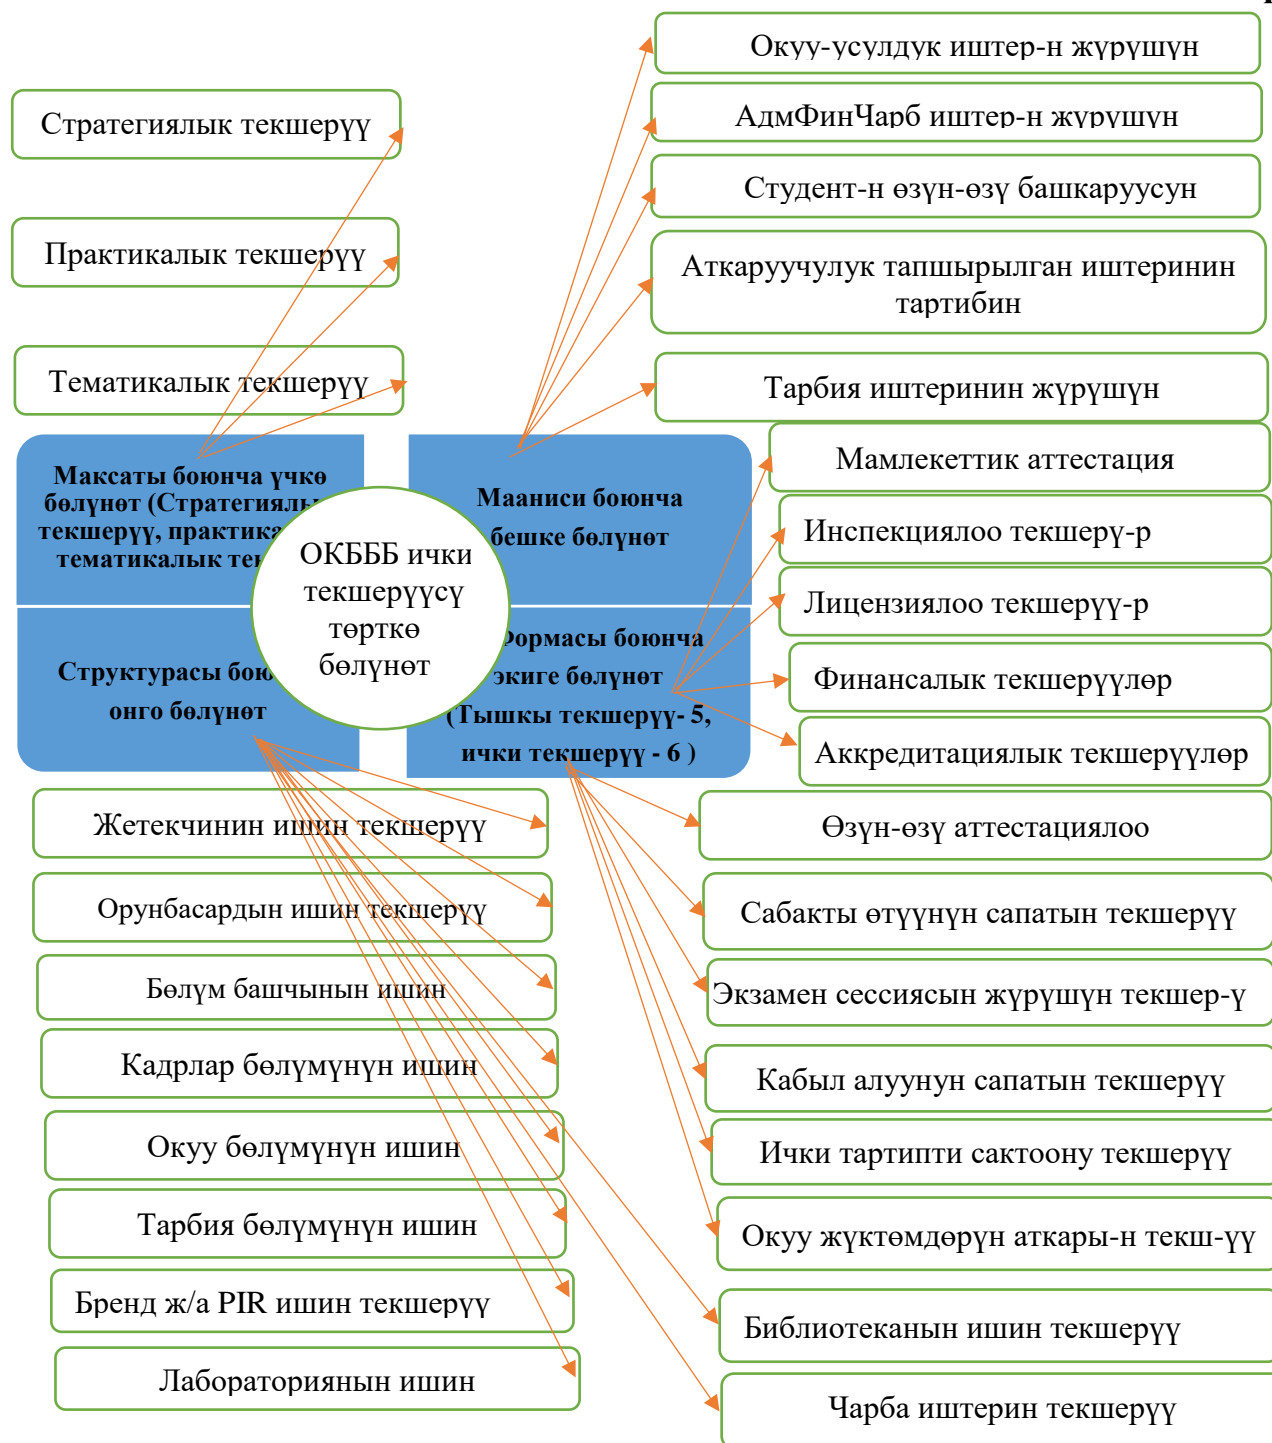 Окуу-усулдук иштер-н жүрүшүн
АдмФинЧарб иштер-н жүрүшүн
Студент-н өзүн-өзү башкаруусун
Аткаруучулук тапшырылган иштеринин
тартибин
Тарбия иштеринин жүрүшүн
Стратегиялык текшерүү
Практикалык текшерүү
Тематикалык текшерүү
Максаты боюнча үчкө
бөлүнөт (Стратегиялы
текшерүү, практика
тематикалык тек
Мааниси боюнча
бешке бөлүнөт
ОКБББ ички
текшерүүсү
төрткө
бөлүнөт
Структурасы бою
онго бөлүнөт
Формасы боюнча
экиге бөлүнөт
(Тышкы текшерүү- 5,
ички текшерүү - 6 )
Мамлекеттик аттестация
Инспекциялоо текшерү-р
Лицензиялоо текшерүү-р
Финансалык текшерүүлөр
Аккредитациялык текшерүүлөр
Жетекчинин ишин текшерүү
Орунбасардын ишин текшерүү
Бөлүм башчынын ишин
Кадрлар бөлүмүнүн ишин
Окуу бөлүмүнүн ишин
Тарбия бөлүмүнүн ишин
Бренд ж/а PIR ишин текшерүү
Лабораториянын ишин
Өзүн-өзү аттестациялоо
Сабакты өтүүнүн сапатын текшерүү
Экзамен сессиясын жүрүшүн текшер-ү
Кабыл алуунун сапатын текшерүү
Ички тартипти сактоону текшерүү
Окуу жүктөмдөрүн аткары-н текш-үү
Библиотеканын ишин текшерүү
Чарба иштерин текшерүү